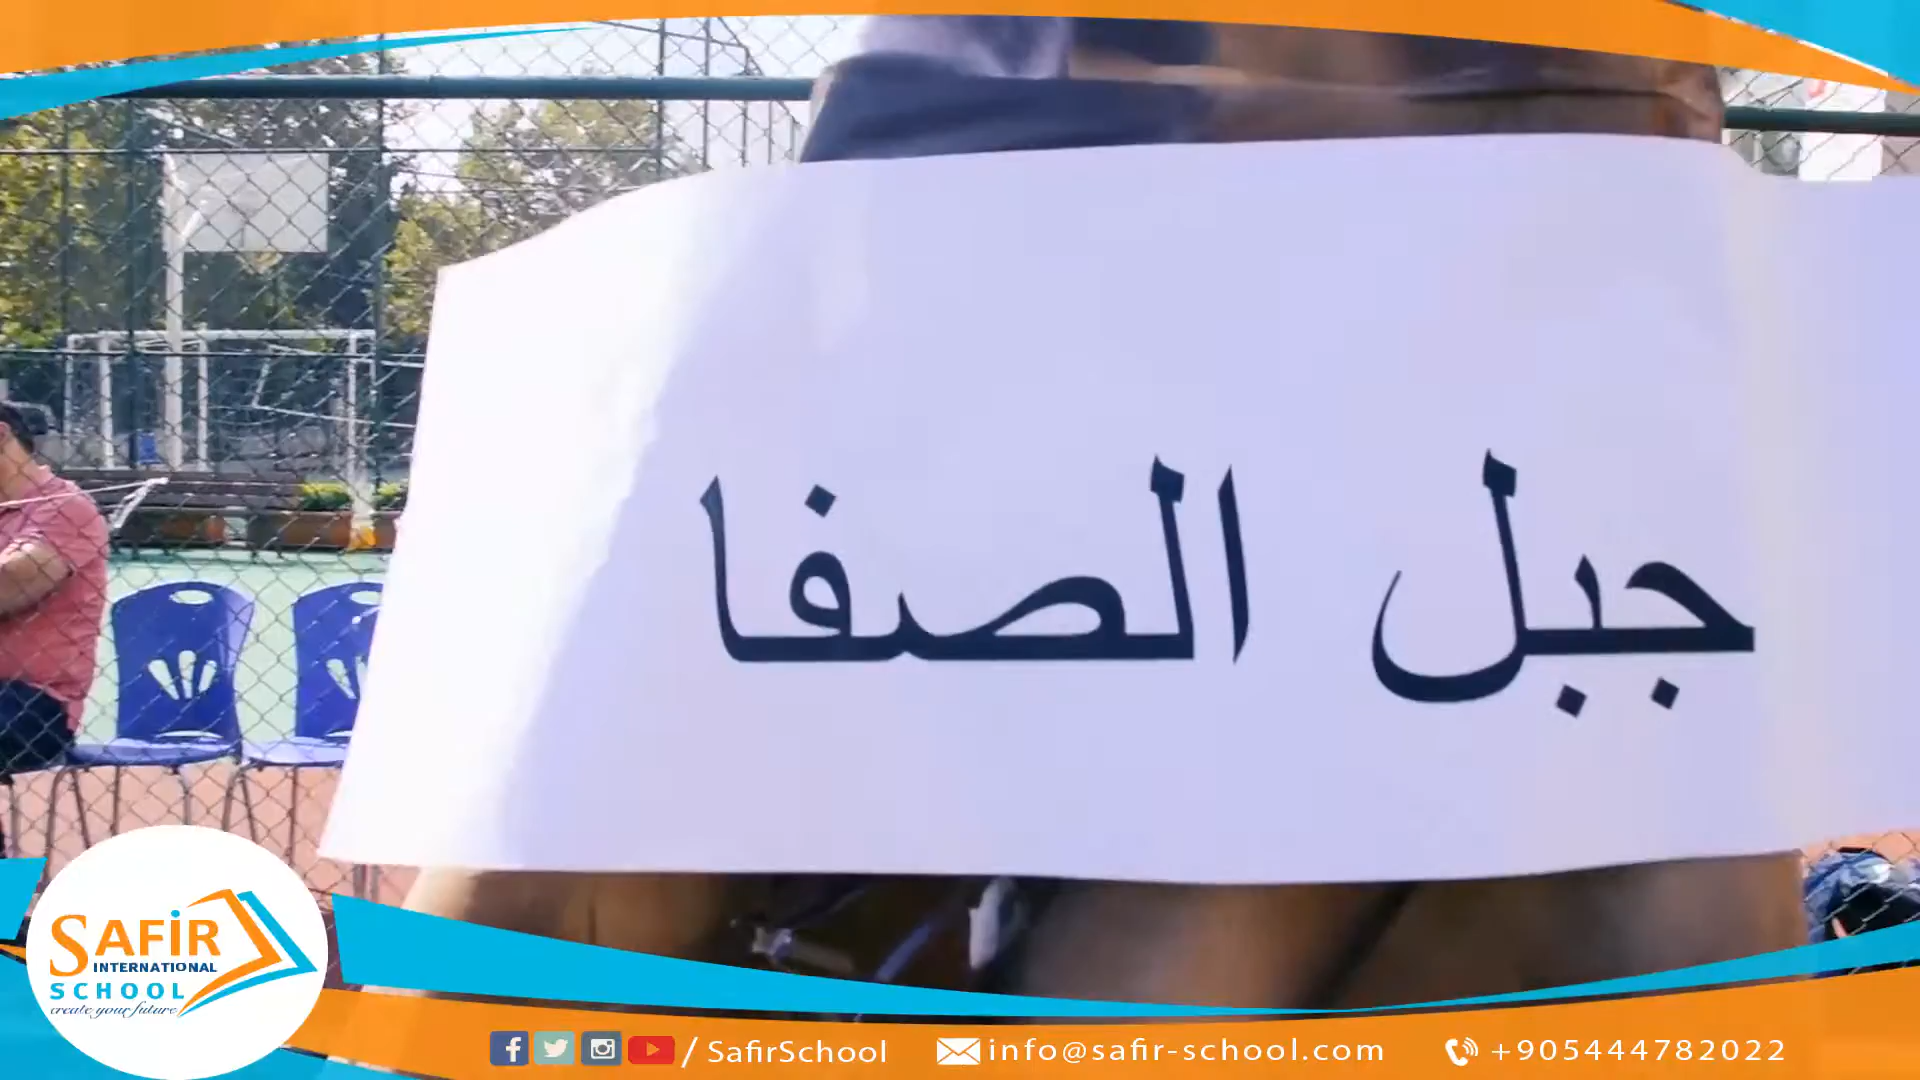 جبل الصفا
SAFIR
INTERNATIONAL
SCHOOL
create your future
/ SafirSchool
info@safir-school.com
+905444782022